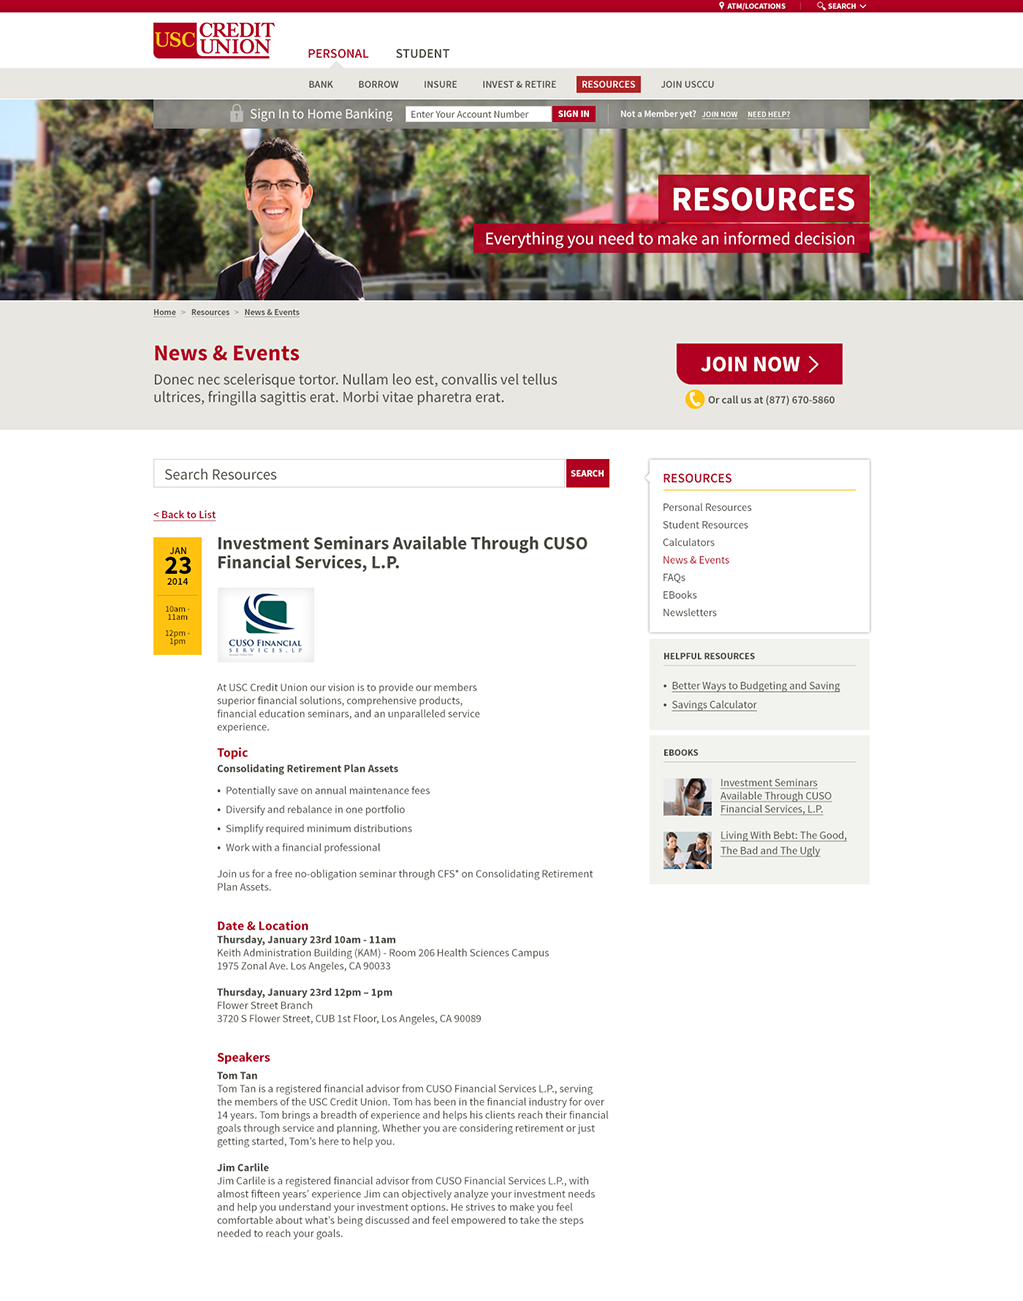 ATM/LOCATIONS
SEARCH
USC CREDIT UNION
PERSONAL
STUDENT
BANK
BORROW
INSURE
INVEST & RETIRE
RESOURCES
JOIN USCCU
Sign In to Home Banking
Enter Your Account Number
SIGN IN
Not a Member yet? JOIN NOW NEED HELP?
RESOURCES
Everything you need to make an informed decision
Home > Resources > News & Events
News & Events
Donec nec scelerisque tortor. Nullam leo est, convallis vel tellus
ultrices, fringilla sagittis erat. Morbi vitae pharetra erat.
JOIN NOW
Or call us at (877) 670-5860
Search Resources
SEARCH
< Back to List
JAN
23
2014
10am -
11am
12pm -
1pm
Investment Seminars Available Through CUSO
Financial Services, L.P.
CUSO FINANCIAL
SERVICES, LP
At USC Credit Union our vision is to provide our members
superior financial solutions, comprehensive products,
financial education seminars, and an unparalleled service
experience.
Topic
Consolidating Retirement Plan Assets
• Potentially save on annual maintenance fees
• Diversify and rebalance in one portfolio
• Simplify required minimum distributions
• Work with a financial professional
Join us for a free no-obligation seminar through CFS* on Consolidating Retirement
Plan Assets.
Date & Location
Thursday, January 23rd 10am - 11am
Keith Administration Building (KAM) - Room 206 Health Sciences Campus
1975 Zonal Ave. Los Angeles, CA 90033
Thursday, January 23rd 12pm – 1pm
Flower Street Branch
3720 S Flower Street, CUB 1st Floor, Los Angeles, CA 90089
Speakers
Tom Tan
Tom Tan is a registered financial advisor from CUSO Financial Services L.P., serving
the members of the USC Credit Union. Tom has been in the financial industry for over
14 years. Tom brings a breadth of experience and helps his clients reach their financial
goals through service and planning. Whether you are considering retirement or just
getting started, Tom's here to help you.
Jim Carlile
Jim Carlile is a registered financial advisor from CUSO Financial Services L.P., with
almost fifteen years' experience Jim can objectively analyze your investment needs
and help you understand your investment options. He strives to make you feel
comfortable about what's being discussed and feel empowered to take the steps
needed to reach your goals.
RESOURCES
Personal Resources
Student Resources
Calculators
News & Events
FAQs
EBooks
Newsletters
HELPFUL RESOURCES
• Better Ways to Budgeting and Saving
• Savings Calculator
EBOOKS
Investment Seminars
Available Through CUSO
Financial Services, L.P.
Living With Bebt: The Good,
The Bad and The Ugly